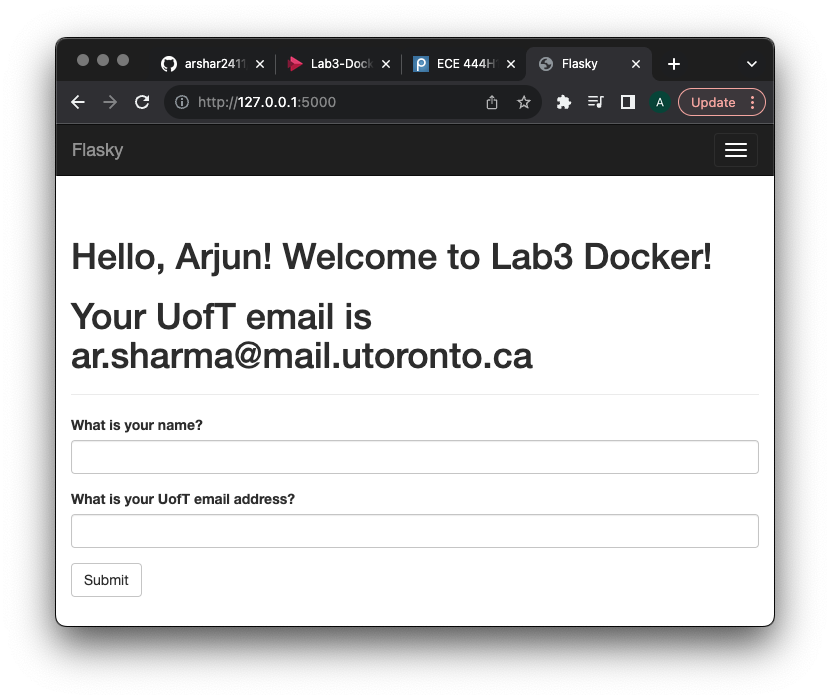 arshar2411
Lab3-Dock
ECE 444H
Flasky
http://127.0.0.1:5000
A
Update
Flasky
Hello, Arjun! Welcome to Lab3 Docker!
Your UofT email is
ar.sharma@mail.utoronto.ca
What is your name?
What is your UofT email address?
Submit